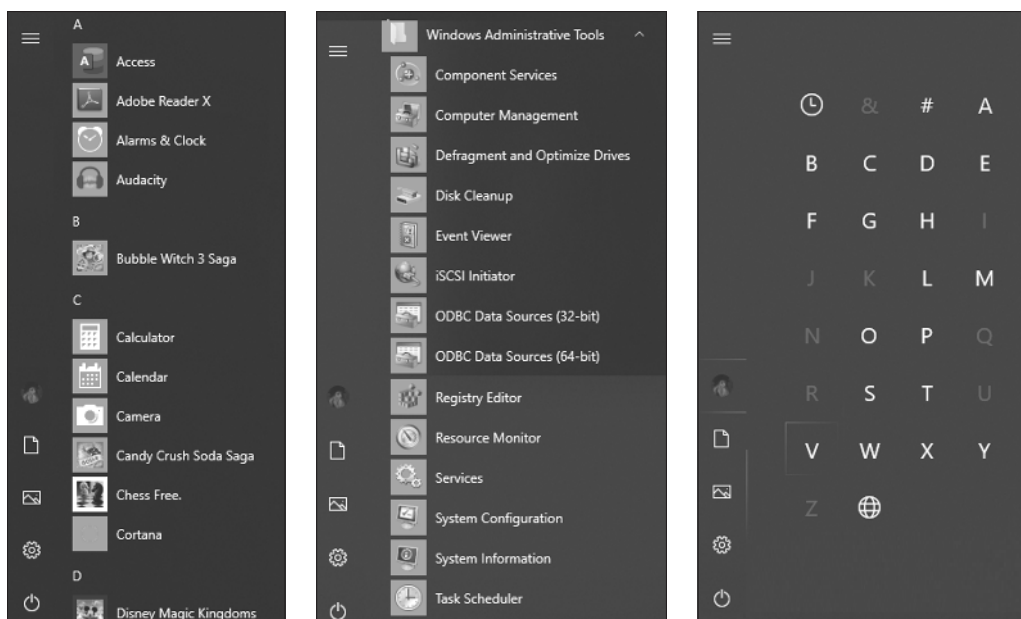 A
Access
Adobe Reader X
Alarms & Clock
Audacity
B
Bubble Witch 3 Saga
C
Calculator
Calendar
Camera
Candy Crush Soda Saga
Chess Free.
Cortana
D
Disney Magic Kingdoms
Windows Administrative Tools
Component Services
Computer Management
Defragment and Optimize Drives
Disk Cleanup
Event Viewer
iSCSI Initiator
ODBC Data Sources (32-bit)
ODBC Data Sources (64-bit)
Registry Editor
Resource Monitor
Services
System Configuration
System Information
Task Scheduler
& # A
B C D E
F G H I
J K L M
N O P Q
R S T U
V W X Y
Z